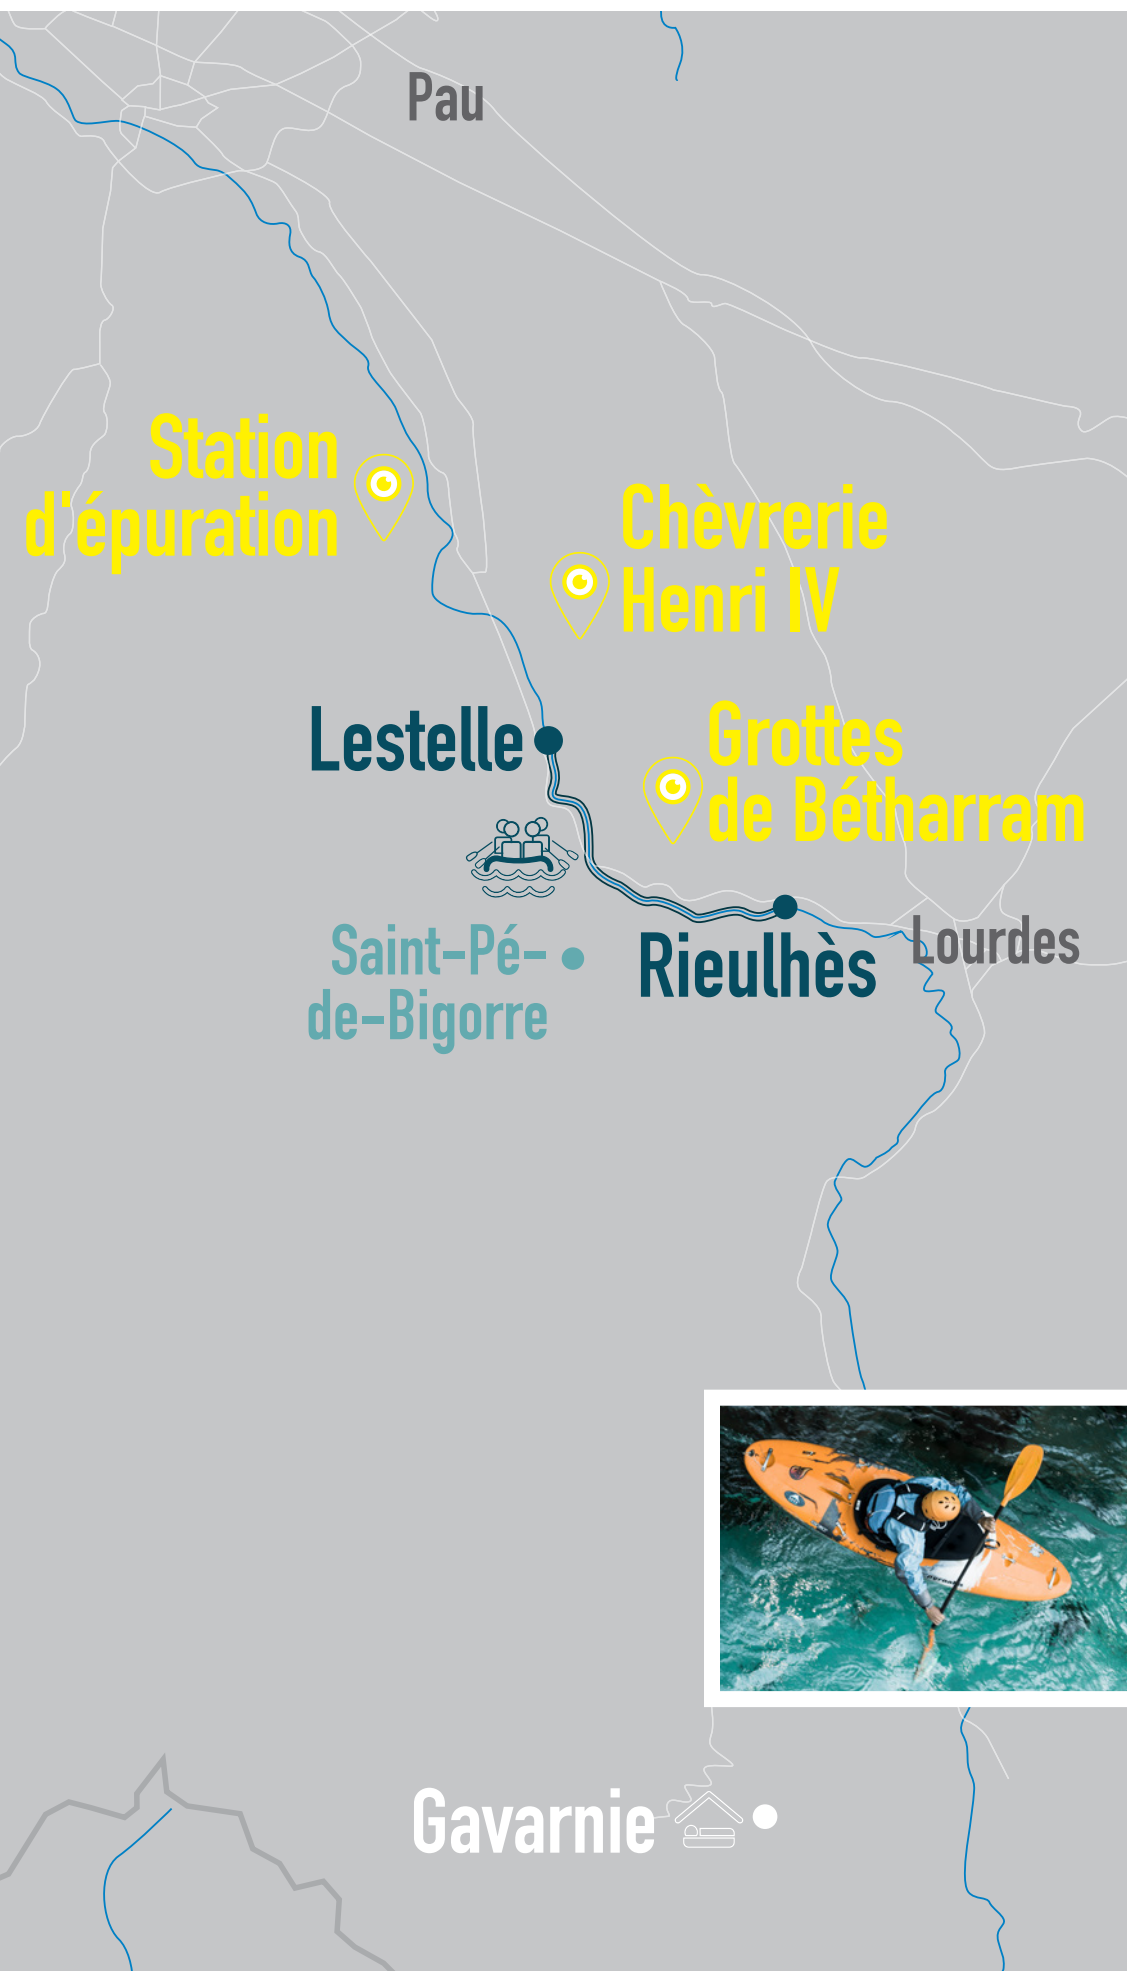 Pau
Station
d'épuration
Chèvrerie
Henri IV
Lestelle
Grottes
de Bétharram
Saint-Pé-
de-Bigorre
Rieulhès
Lourdes
Gavarnie